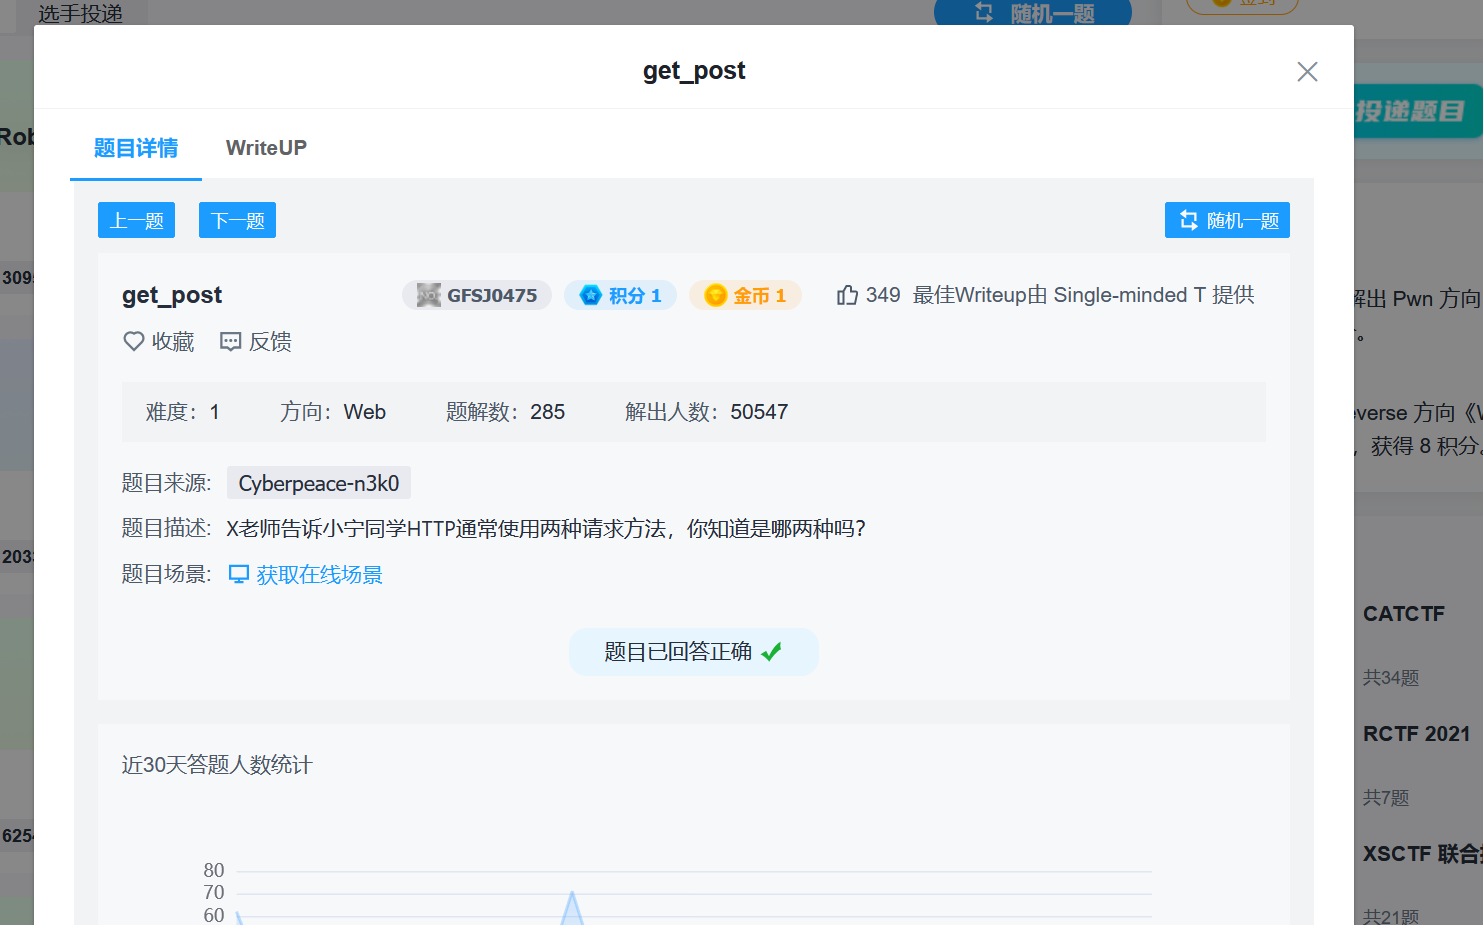 选手投递
随机一题
签到
get_post
Rob
投递题目
题目详情
WriteUP
上一题
下一题
随机一题
309
get_post
GFSJ0475
积分 1
金币 1
349
最佳Writeup由 Single-minded T 提供
解出 Pwn 方向
。
收藏
反馈
难度：1
方向：Web
题解数：285
解出人数：50547
everse 方向《
，获得 8 积分。
题目来源:
Cyberpeace-n3k0
题目描述:
X老师告诉小宁同学HTTP通常使用两种请求方法，你知道是哪两种吗？
203
题目场景:
获取在线场景
题目已回答正确
CATCTF
共34题
RCTF 2021
近30天答题人数统计
共7题
625
XSCTF 联合
80
70
60
共21题